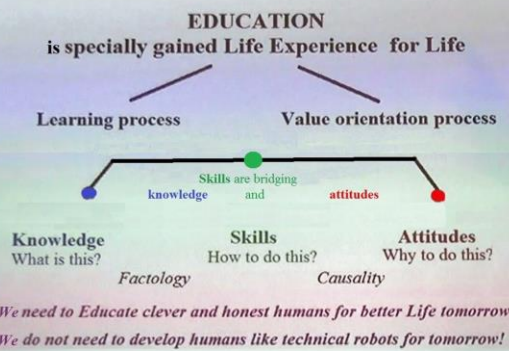 EDUCATION
is specially gained Life Experience for Life
Learning process
Value orientation process
Skills are bridging
knowledge and attitudes
Knowledge
What is this?
Skills
How to do this?
Attitudes
Why to do this?
Factology
Causality
We need to Educate clever and honest humans for better Life tomorrow
We do not need to develop humans like technical robots for tomorrow!